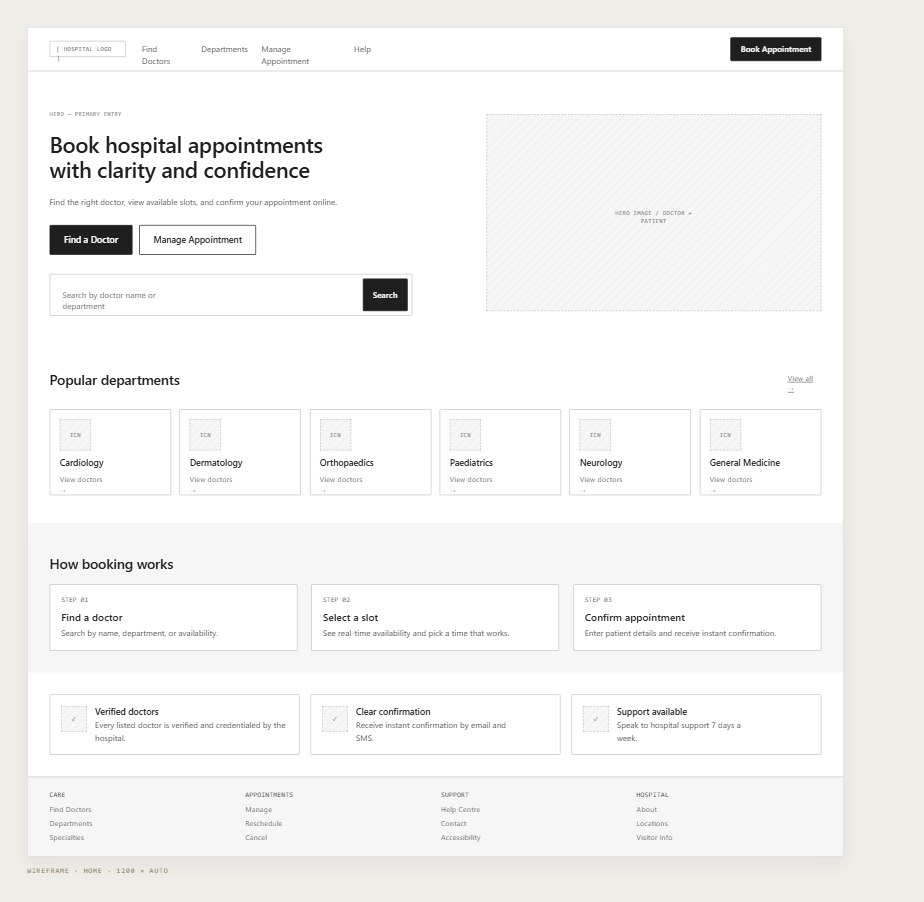 [ HOSPITAL LOGO
]
Find
Doctors
Departments
Manage
Appointment
Help
Book Appointment
HERO — PRIMARY ENTRY
Book hospital appointments
with clarity and confidence
Find the right doctor, view available slots, and confirm your appointment online.
Find a Doctor
Manage Appointment
Search by doctor name or
department
Search
HERO IMAGE / DOCTOR +
PATIENT
Popular departments
View all
→
ICN
Cardiology
View doctors
→
ICN
Dermatology
View doctors
→
ICN
Orthopaedics
View doctors
→
ICN
Paediatrics
View doctors
→
ICN
Neurology
View doctors
→
ICN
General Medicine
View doctors
→
How booking works
STEP 01
Find a doctor
Search by name, department, or availability.
STEP 02
Select a slot
See real-time availability and pick a time that works.
STEP 03
Confirm appointment
Enter patient details and receive instant confirmation.
✓
Verified doctors
Every listed doctor is verified and credentialed by the
hospital.
✓
Clear confirmation
Receive instant confirmation by email and
SMS.
✓
Support available
Speak to hospital support 7 days a
week.
CARE
Find Doctors
Departments
Specialties
APPOINTMENTS
Manage
Reschedule
Cancel
SUPPORT
Help Centre
Contact
Accessibility
HOSPITAL
About
Locations
Visitor Info
WIREFRAME · HOME · 1200 × AUTO